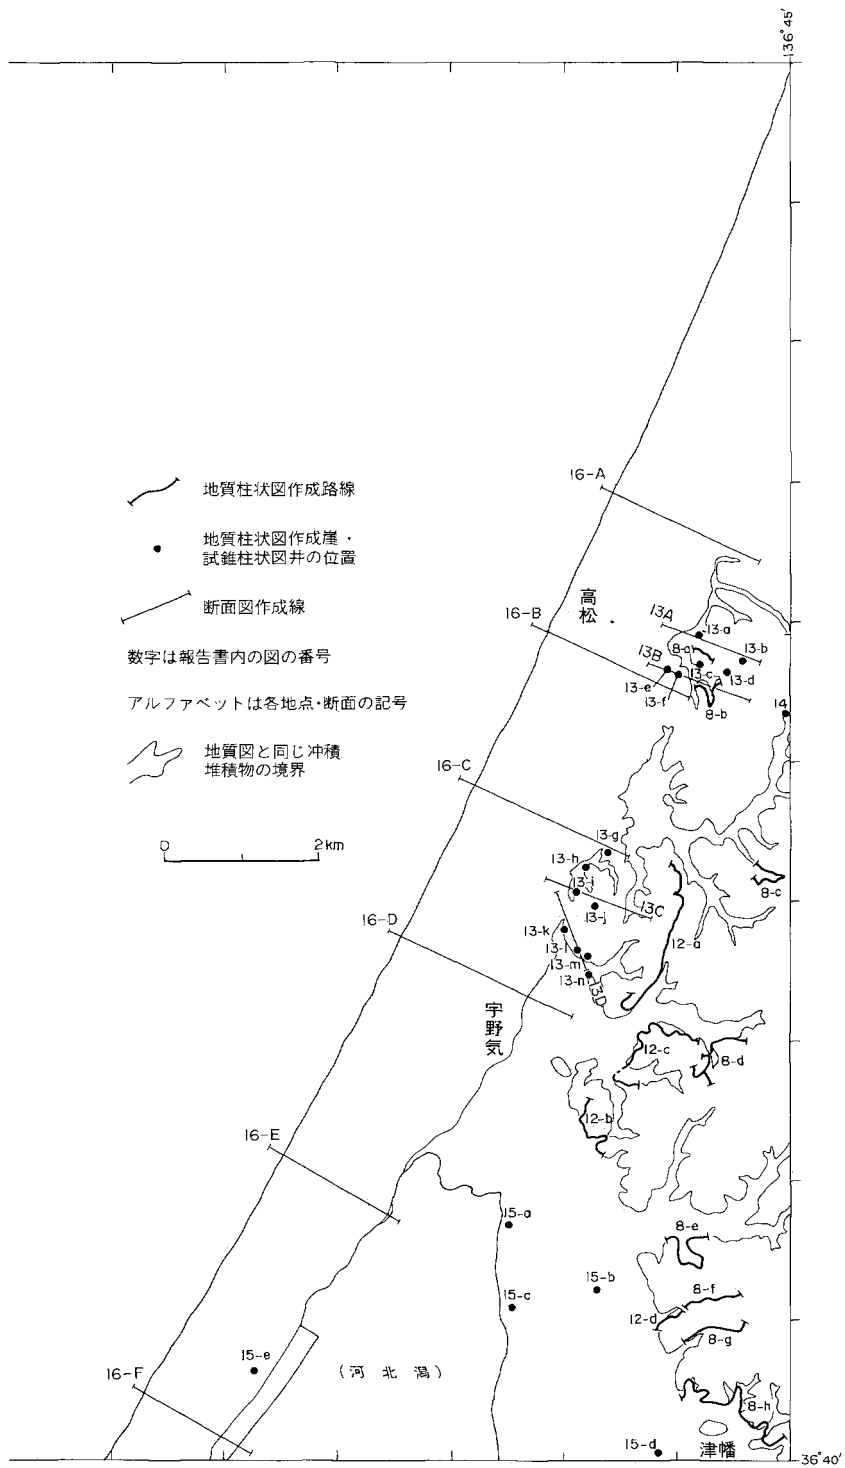 136°45′
16-A
地質柱状図作成路線
地質柱状図作成崖・
試錐柱状図井の位置
断面図作成線
数字は報告書内の図の番号
アルファベットは各地点・断面の記号
地質図と同じ沖積
堆積物の境界
0
2km
16-B
高松
13A
13-a
8-a
13-b
13B
13-c
13-d
13-e
13-f
8-b
14
16-C
13-g
13-h
13-i
13-j
13C
8-c
16-D
13-k
13-l
13-m
13-n
13D
12-a
宇野気
12-c
8-d
12-b
16-E
15-a
8-e
15-b
15-c
8-f
12-d
8-g
15-e
16-F
(河北潟)
8-h
15-d
津幡
36°40′